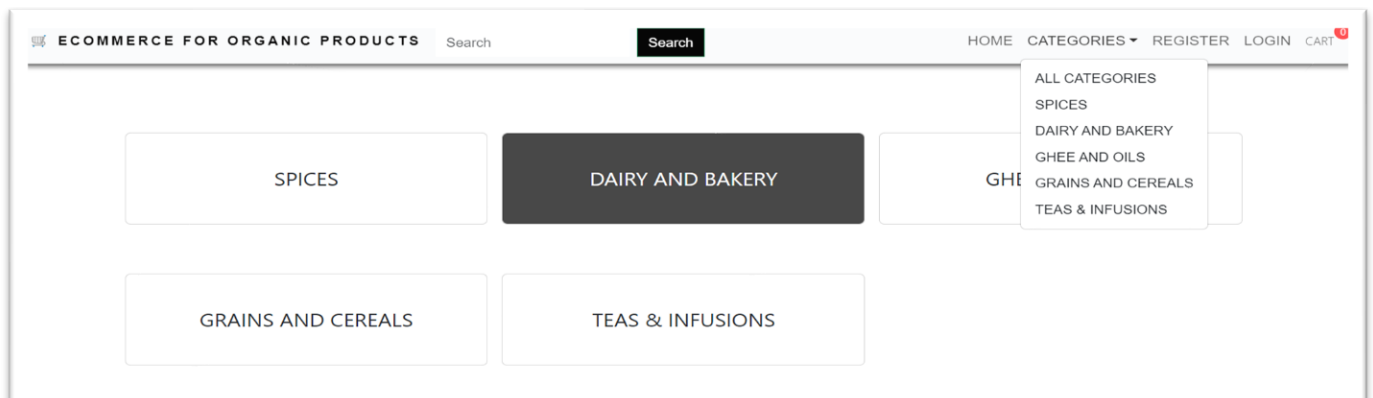 ECOMMERCE FOR ORGANIC PRODUCTS Search Search HOME CATEGORIES REGISTER LOGIN CART 0
ALL CATEGORIES
SPICES
DAIRY AND BAKERY
GHEE AND OILS
GRAINS AND CEREALS
TEAS & INFUSIONS
SPICES DAIRY AND BAKERY
GRAINS AND CEREALS TEAS & INFUSIONS